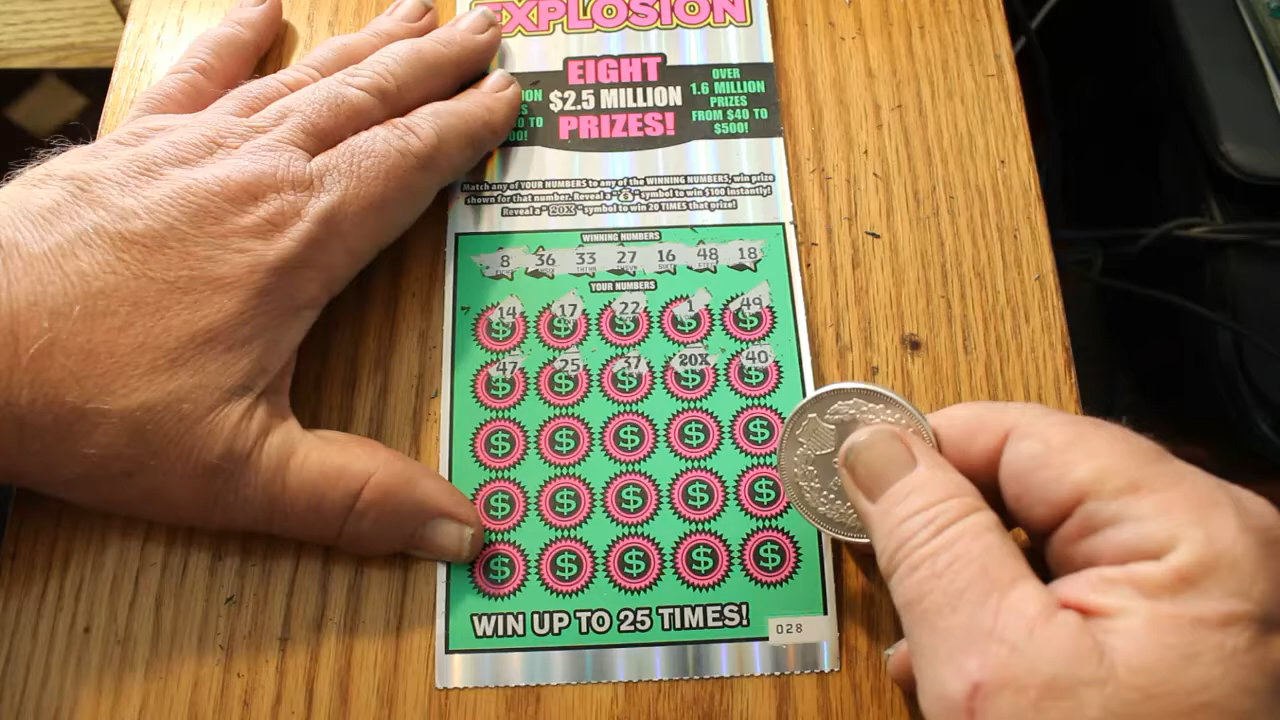 EXPLOSION
EIGHT
$2.5 MILLION
PRIZES!
OVER
1.6 MILLION
PRIZES
FROM $40 TO
$500!
Match any of YOUR NUMBERS to any of the WINNING NUMBERS, win prize
shown for that number. Reveal a " $ " symbol to win $100 instantly!
Reveal a " 20X " symbol to win 20 TIMES that prize!
WINNING NUMBERS
8 36 33 27 16 48 18
YOUR NUMBERS
14 17 22 1 49
$ $ $ $ $
47 25 37 20X 40
$ $ $ $ $
$ $ $ $ $
$ $ $ $ $
$ $ $ $ $
WIN UP TO 25 TIMES!
028